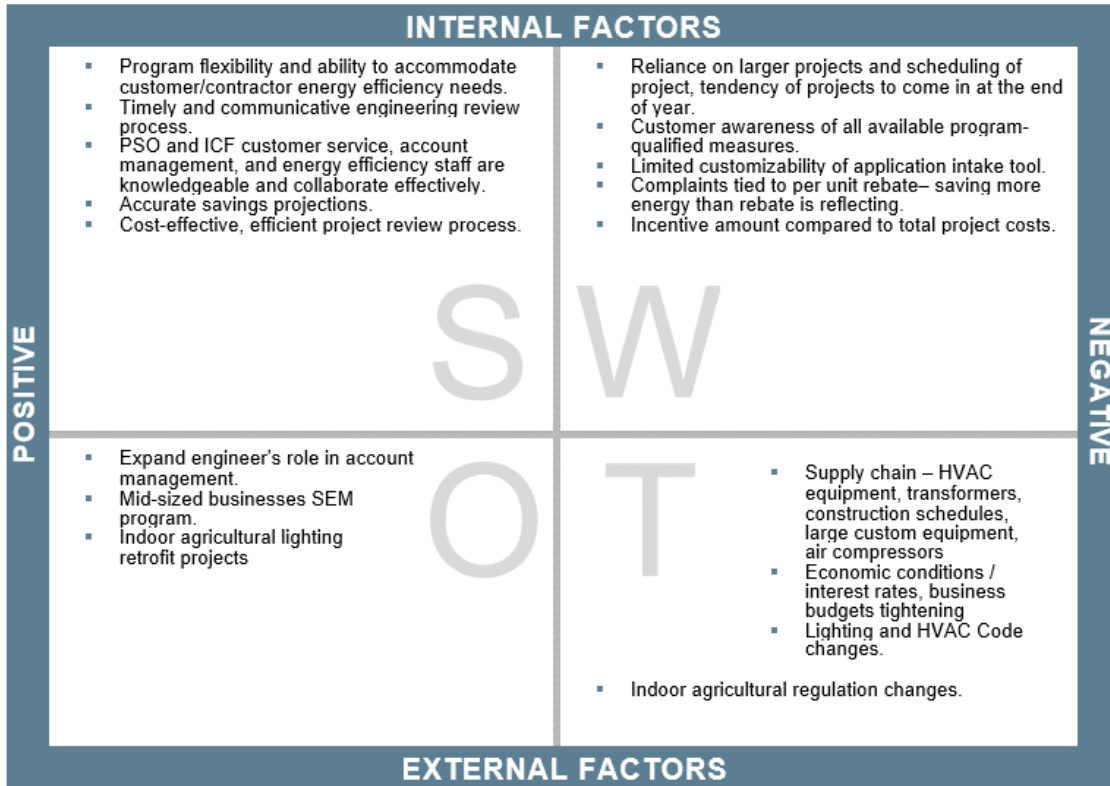 INTERNAL FACTORS
POSITIVE
NEGATIVE
▪ Program flexibility and ability to accommodate
customer/contractor energy efficiency needs.
▪ Timely and communicative engineering review
process.
▪ PSO and ICF customer service, account
management, and energy efficiency staff are
knowledgeable and collaborate effectively.
▪ Accurate savings projections.
▪ Cost-effective, efficient project review process.
S
▪ Reliance on larger projects and scheduling of
project, tendency of projects to come in at the end
of year.
▪ Customer awareness of all available program-
qualified measures.
▪ Limited customizability of application intake tool.
▪ Complaints tied to per unit rebate– saving more
energy than rebate is reflecting.
▪ Incentive amount compared to total project costs.
W
▪ Expand engineer's role in account
management.
▪ Mid-sized businesses SEM
program.
▪ Indoor agricultural lighting
retrofit projects
O
T
▪ Supply chain – HVAC
equipment, transformers,
construction schedules,
large custom equipment,
air compressors
▪ Economic conditions /
interest rates, business
budgets tightening
▪ Lighting and HVAC Code
changes.
▪ Indoor agricultural regulation changes.
EXTERNAL FACTORS